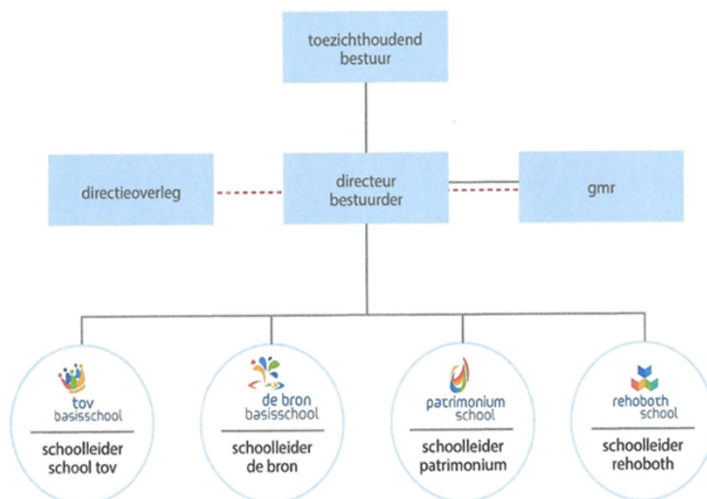 toezichthoudend
bestuur
directieoverleg
directeur
bestuurder
gmr
tov
basisschool
schoolleider
school tov
de bron
basisschool
schoolleider
de bron
patrimonium
school
schoolleider
patrimonium
rehoboth
school
schoolleider
rehoboth